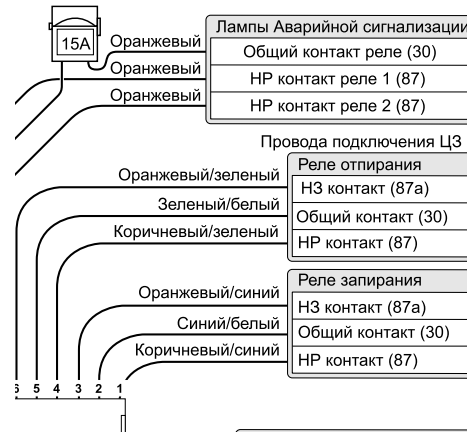 Лампы Аварийной сигнализации
15А
Оранжевый
Общий контакт реле (30)
Оранжевый
НР контакт реле 1 (87)
Оранжевый
НР контакт реле 2 (87)
Провода подключения ЦЗ
Реле отпирания
Оранжевый/зеленый
НЗ контакт (87а)
Зеленый/белый
Общий контакт (30)
Коричневый/зеленый
НР контакт (87)
Реле запирания
Оранжевый/синий
НЗ контакт (87а)
Синий/белый
Общий контакт (30)
Коричневый/синий
НР контакт (87)
6 5 4 3 2 1